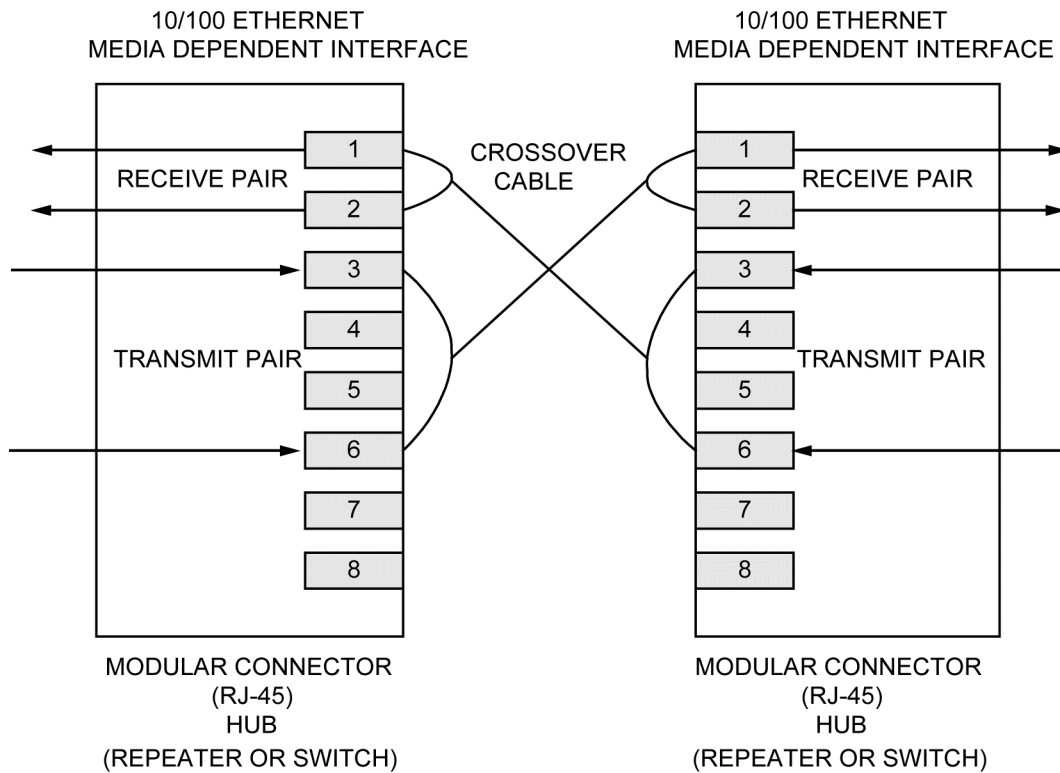 10/100 ETHERNET
MEDIA DEPENDENT INTERFACE
10/100 ETHERNET
MEDIA DEPENDENT INTERFACE
1
RECEIVE PAIR
2
3
4
TRANSMIT PAIR
5
6
7
8
CROSSOVER
CABLE
1
RECEIVE PAIR
2
3
4
TRANSMIT PAIR
5
6
7
8
MODULAR CONNECTOR
(RJ-45)
HUB
(REPEATER OR SWITCH)
MODULAR CONNECTOR
(RJ-45)
HUB
(REPEATER OR SWITCH)